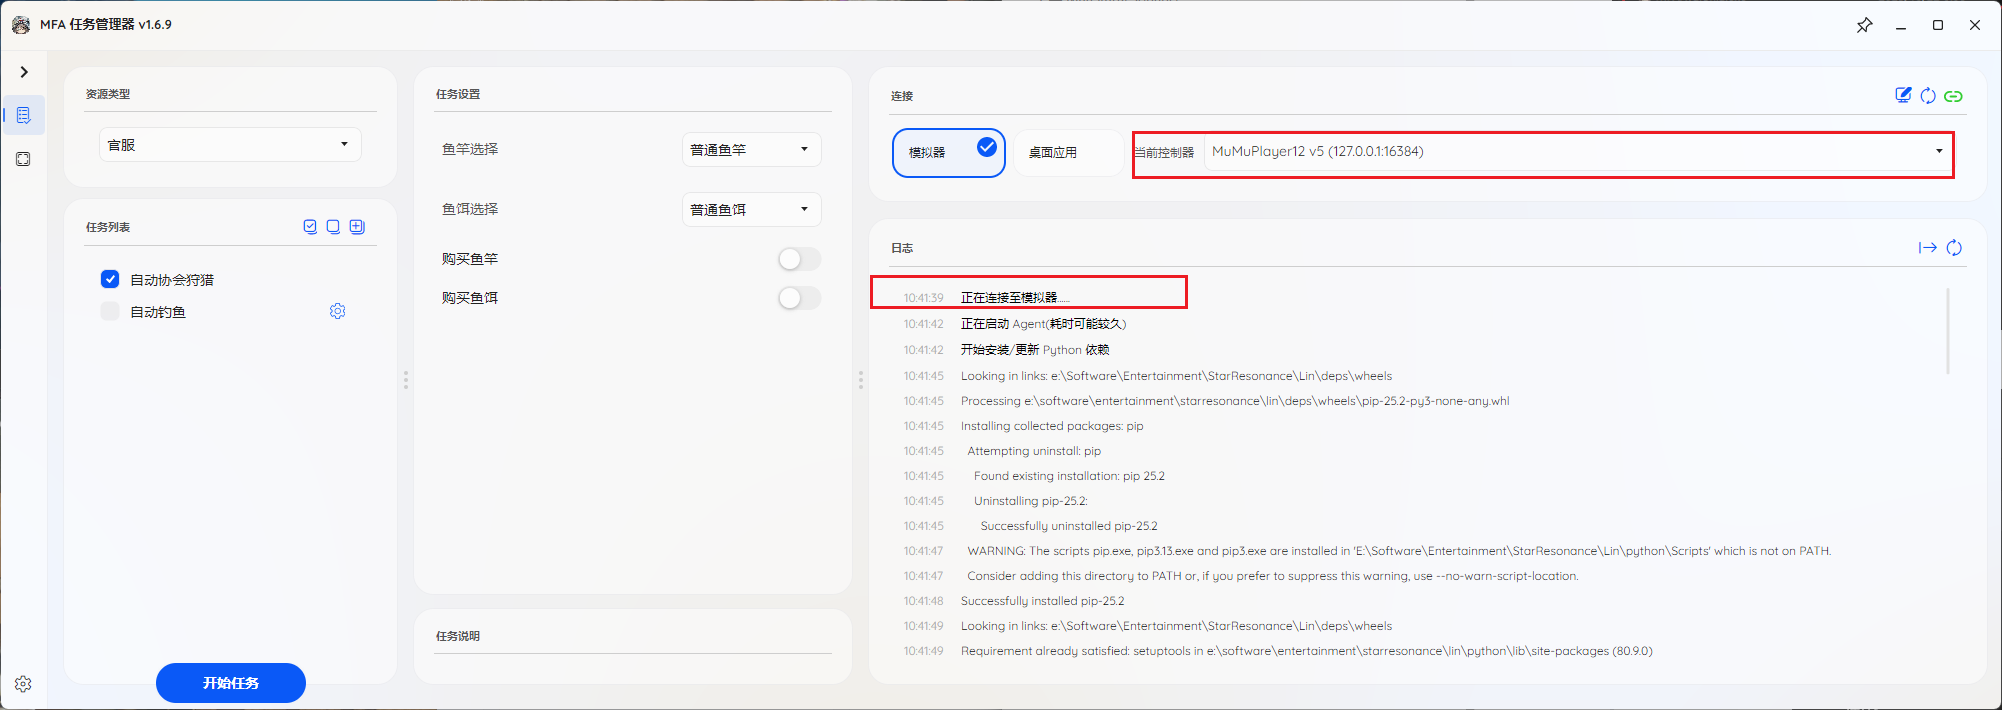 MFA 任务管理器 v1.6.9
资源类型
官服
任务列表
自动协会狩猎
自动钓鱼
开始任务
任务设置
鱼竿选择
普通鱼竿
鱼饵选择
普通鱼饵
购买鱼竿
购买鱼饵
任务说明
连接
模拟器
桌面应用
当前控制器
MuMuPlayer12 v5 (127.0.0.1:16384)
日志
10:41:39 正在连接至模拟器......
10:41:42 正在启动 Agent(耗时可能较久)
10:41:42 开始安装/更新 Python 依赖
10:41:45 Looking in links: e:\Software\Entertainment\StarResonance\Lin\deps\wheels
10:41:45 Processing e:\software\entertainment\starresonance\lin\deps\wheels\pip-25.2-py3-none-any.whl
10:41:45 Installing collected packages: pip
10:41:45 Attempting uninstall: pip
10:41:45 Found existing installation: pip 25.2
10:41:45 Uninstalling pip-25.2:
10:41:45 Successfully uninstalled pip-25.2
10:41:47 WARNING: The scripts pip.exe, pip3.13.exe and pip3.exe are installed in 'E:\Software\Entertainment\StarResonance\Lin\python\Scripts' which is not on PATH.
10:41:47 Consider adding this directory to PATH or, if you prefer to suppress this warning, use --no-warn-script-location.
10:41:48 Successfully installed pip-25.2
10:41:49 Looking in links: e:\Software\Entertainment\StarResonance\Lin\deps\wheels
10:41:49 Requirement already satisfied: setuptools in e:\software\entertainment\starresonance\lin\python\lib\site-packages (80.9.0)